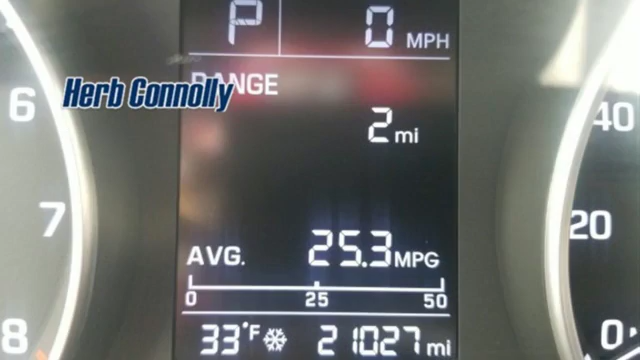 P 0 MPH
RANGE
Herb Connolly
2 mi
AVG. 25.3 MPG
0 25 50
33°F 21027 mi
6
7
8
40
20
0